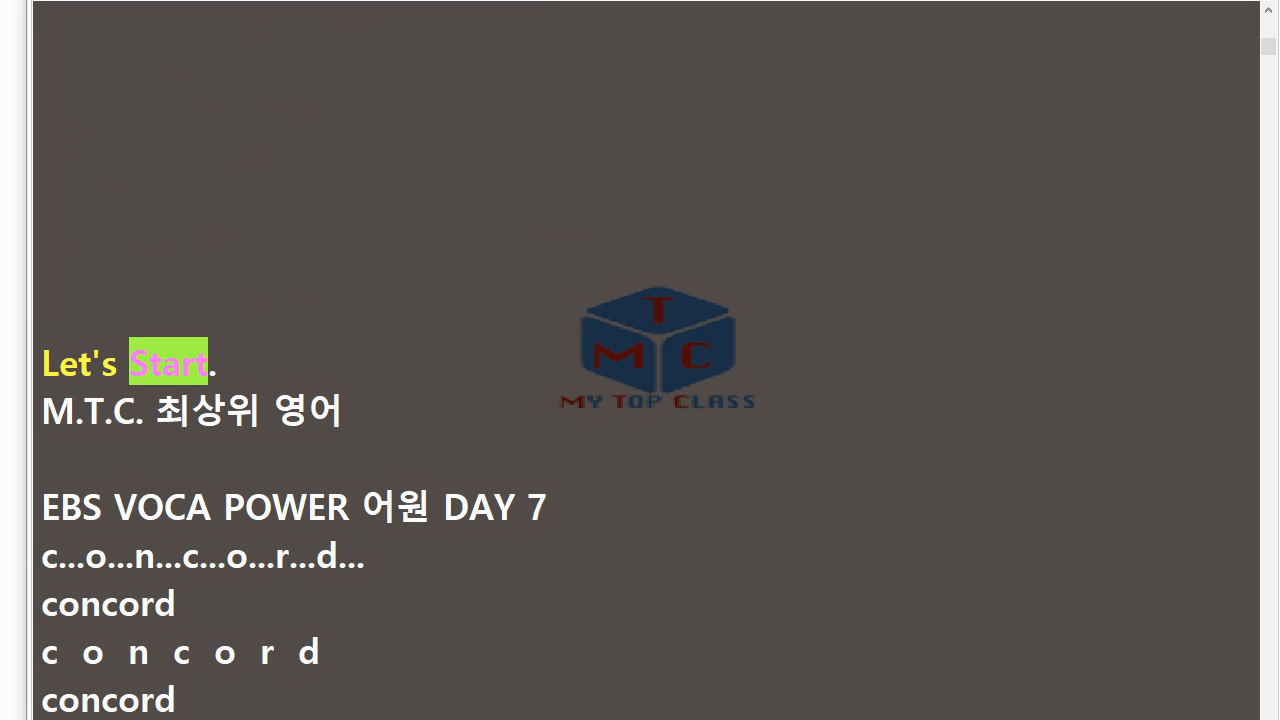 T
M C
MY TOP CLASS
Let's Start.
M.T.C. 최상위 영어
EBS VOCA POWER 어원 DAY 7
c...o...n...c...o...r...d...
concord
c o n c o r d
concord